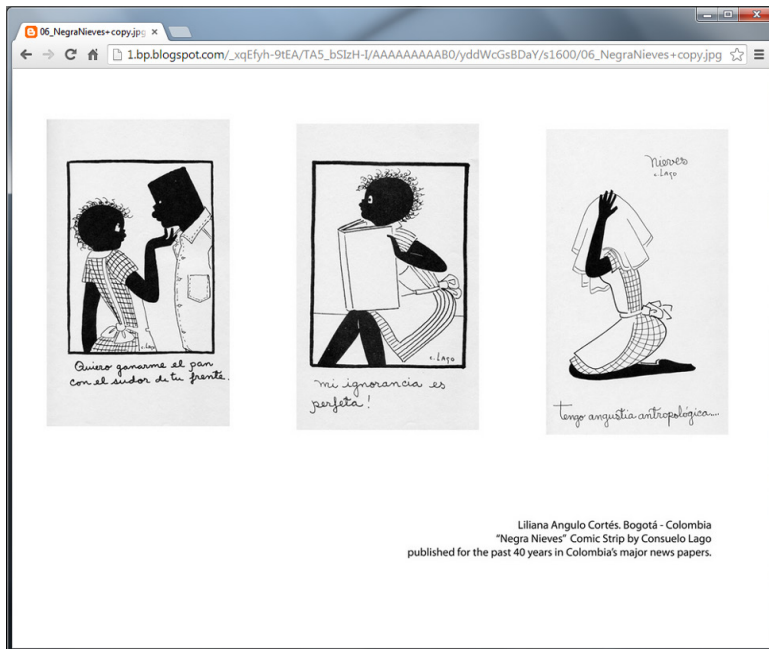 06_NegraNieves+copy.jpg
1.bp.blogspot.com/_xqEfyh-9tEA/TA5_bSIzH-I/AAAAAAAAAB0/yddWcGsBDaY/s1600/06_NegraNieves+copy.jpg
c. Lago
Quiero ganarme el pan
con el sudor de tu frente.
c. Lago
mi ignorancia es
perfeta!
Nieves
c. Lago
Tengo angustia antropológica....
Liliana Angulo Cortés. Bogotá - Colombia
“Negra Nieves” Comic Strip by Consuelo Lago
published for the past 40 years in Colombia's major news papers.